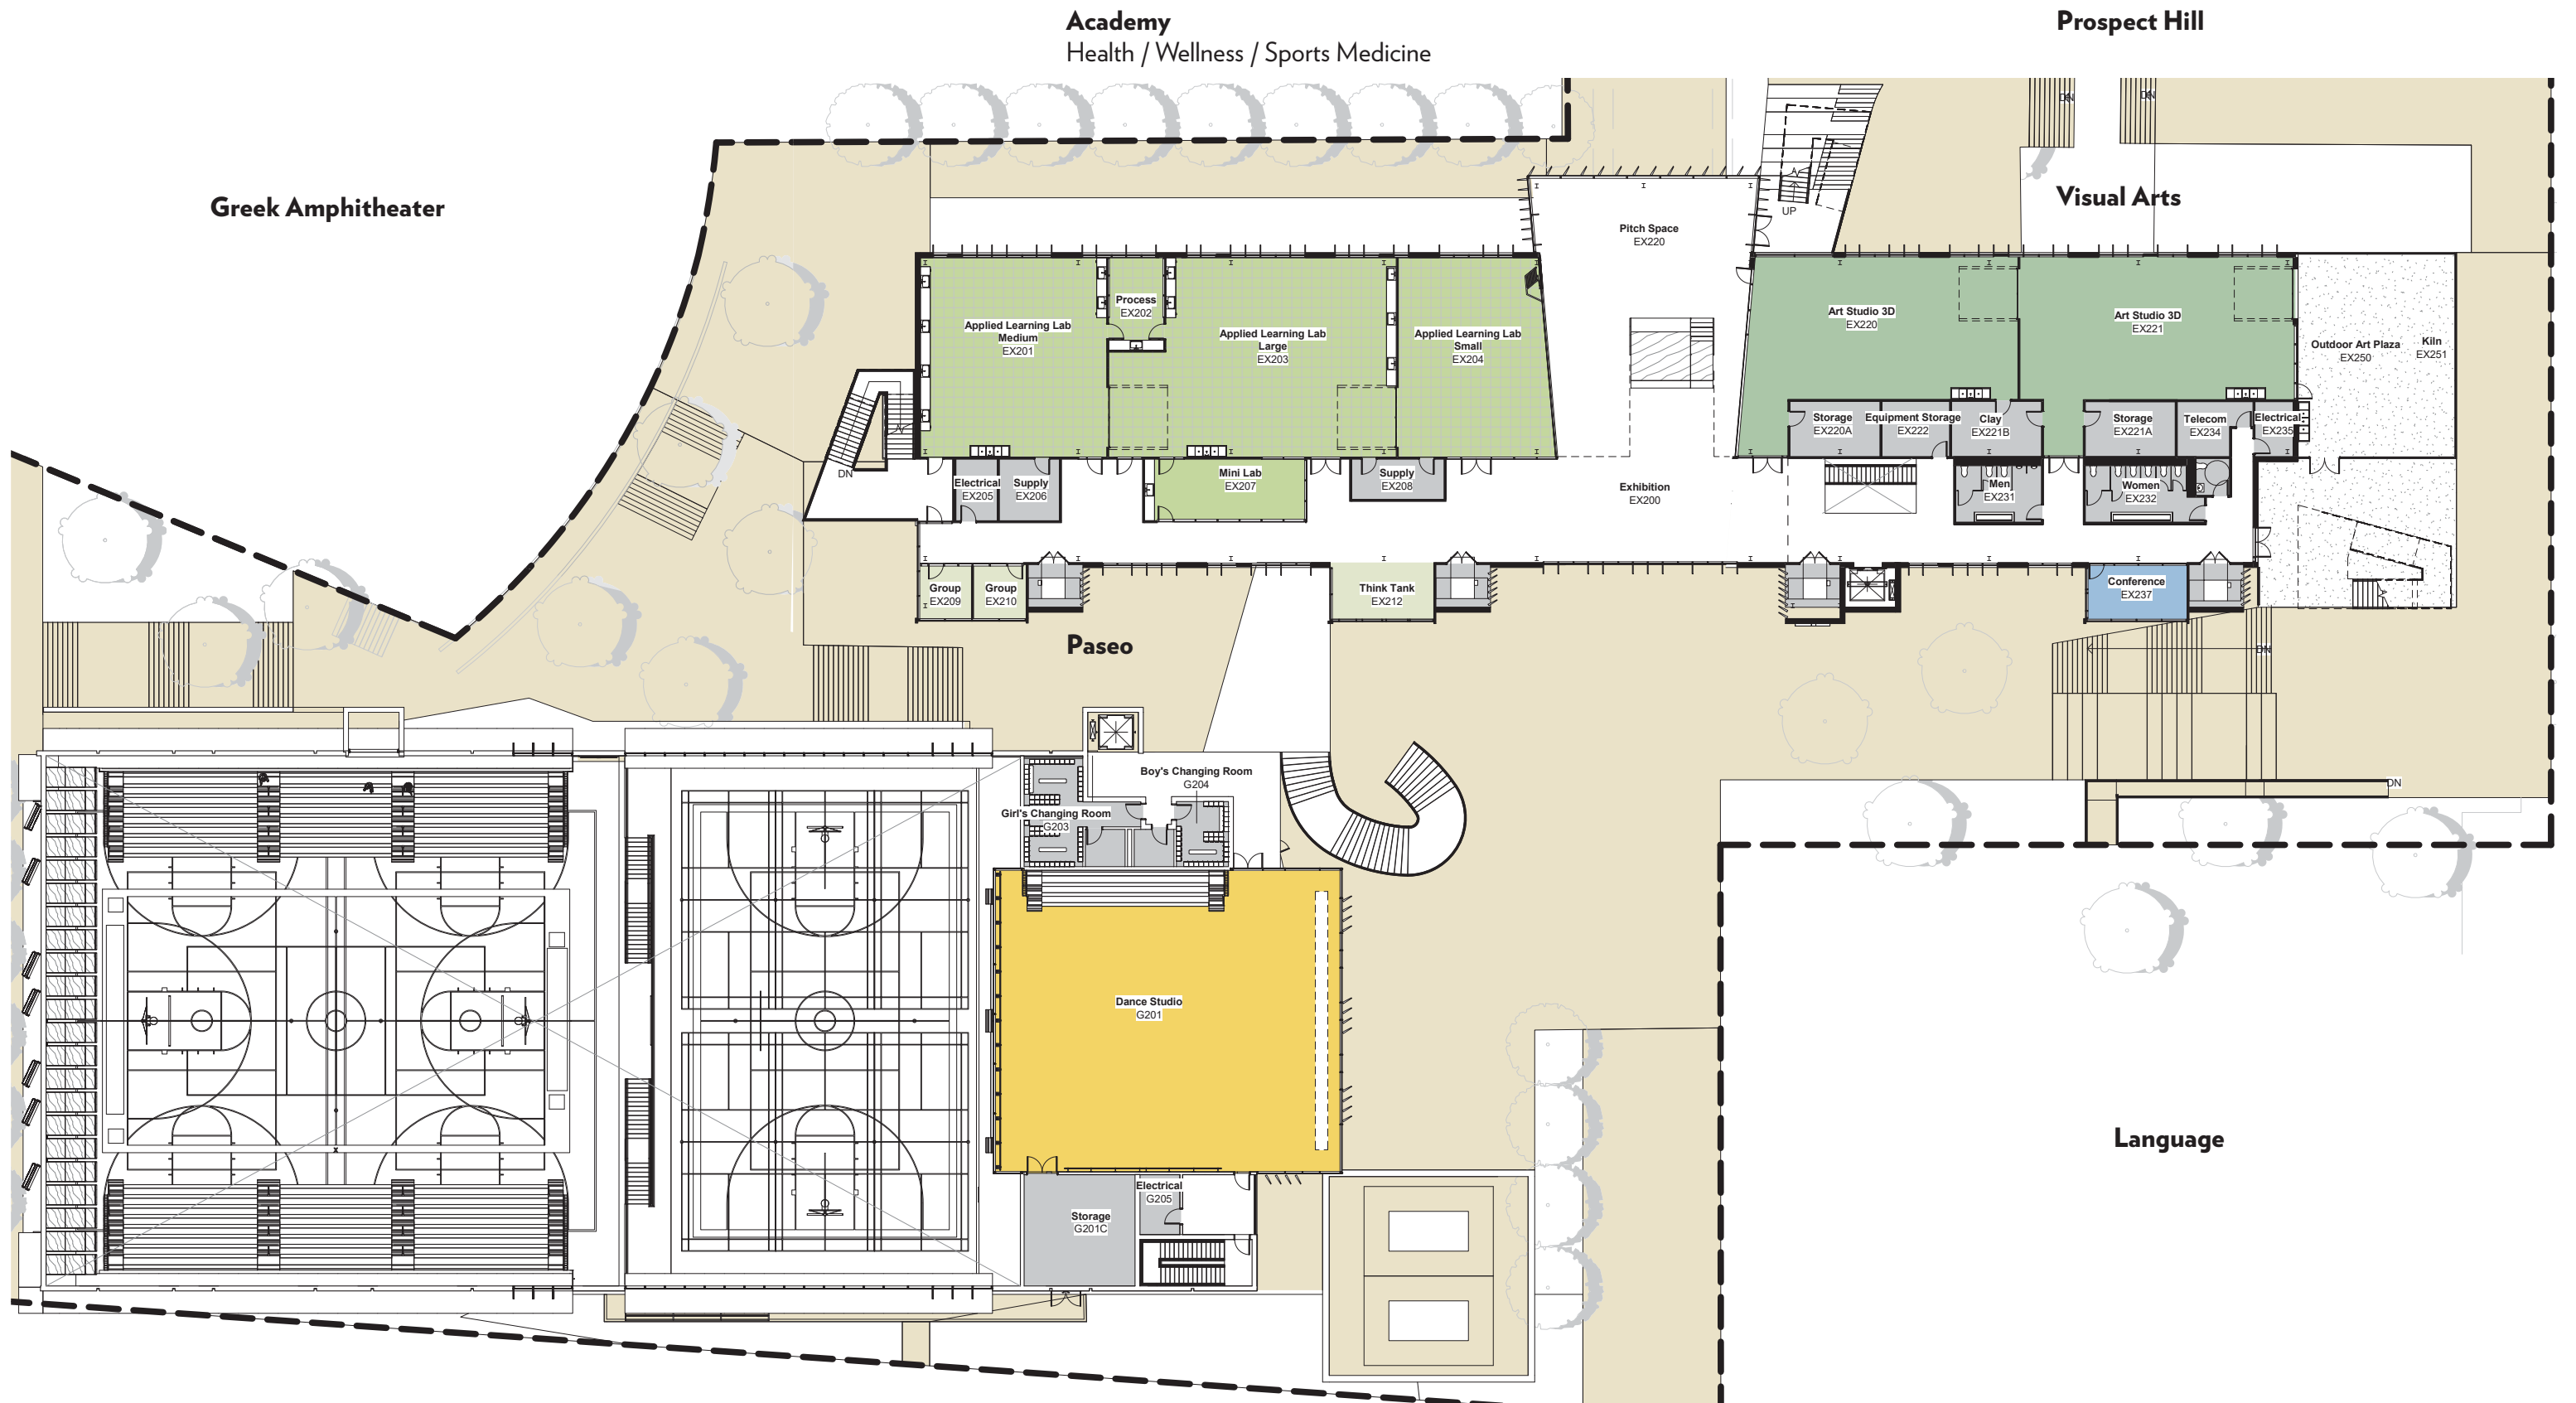 Academy
Health / Wellness / Sports Medicine
Prospect Hill
DN
DN
Greek Amphitheater
Visual Arts
UP
Pitch Space
EX220
Process
EX202
Applied Learning Lab
Medium
EX201
Applied Learning Lab
Large
EX203
Applied Learning Lab
Small
EX204
Art Studio 3D
EX220
Art Studio 3D
EX221
Outdoor Art Plaza
EX250
Kiln
EX251
Storage
EX220A
Equipment Storage
EX222
Clay
EX221B
Storage
EX221A
Telecom
EX234
Electrical
EX235
DN
Electrical
EX205
Supply
EX206
Mini Lab
EX207
Supply
EX208
Exhibition
EX200
Men
EX231
Women
EX232
Group
EX209
Group
EX210
Think Tank
EX212
Conference
EX237
Paseo
DN
Boy's Changing Room
G204
Girl's Changing Room
G203
DN
Dance Studio
G201
Language
Electrical
G205
Storage
G201C